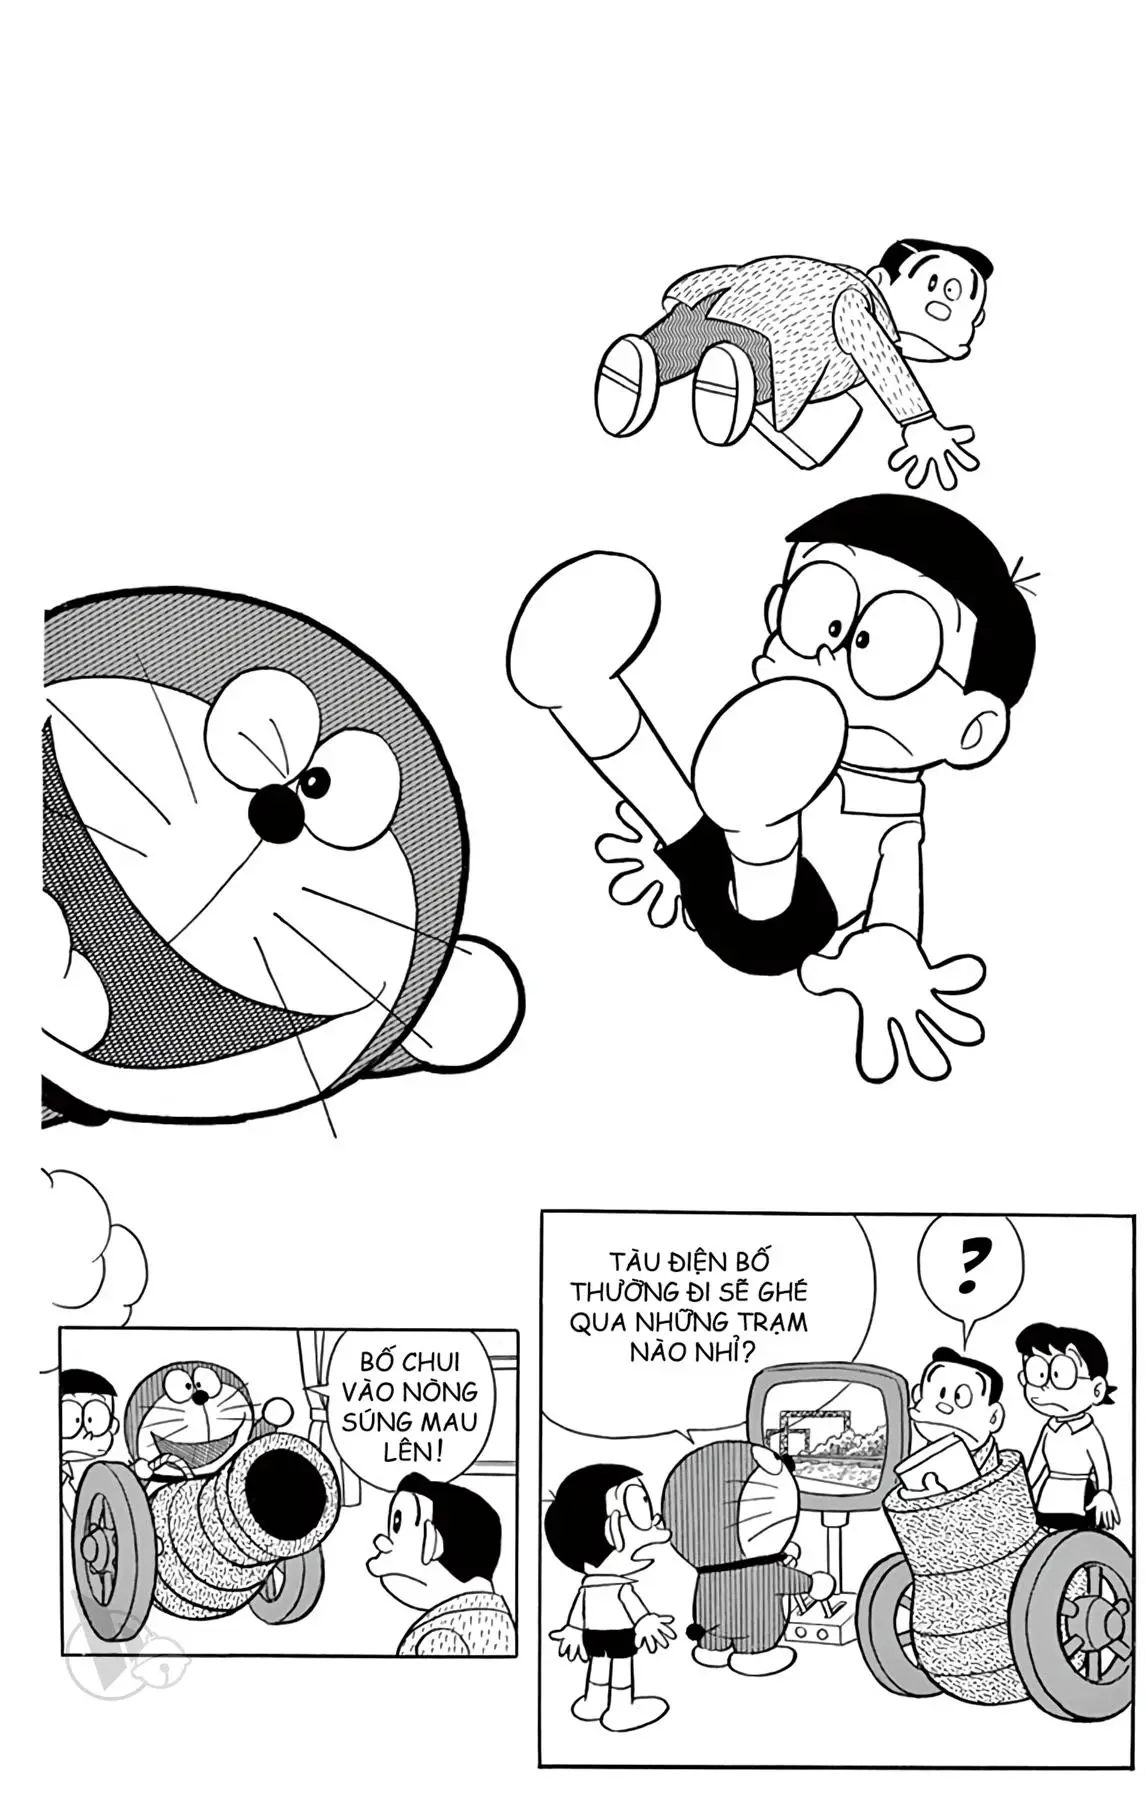 BỐ CHUI
VÀO NÒNG
SÚNG MAU
LÊN!
TÀU ĐIỆN BỐ
THƯỜNG ĐI SẼ GHÉ
QUA NHỮNG TRẠM
NÀO NHỈ?
?